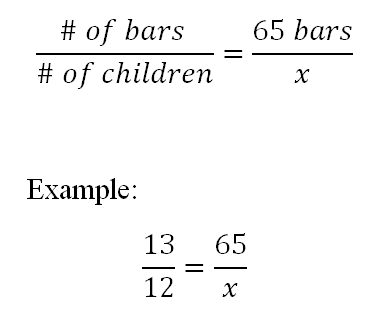 # of bars / # of children = 65 bars / x
Example:
13 / 12 = 65 / x